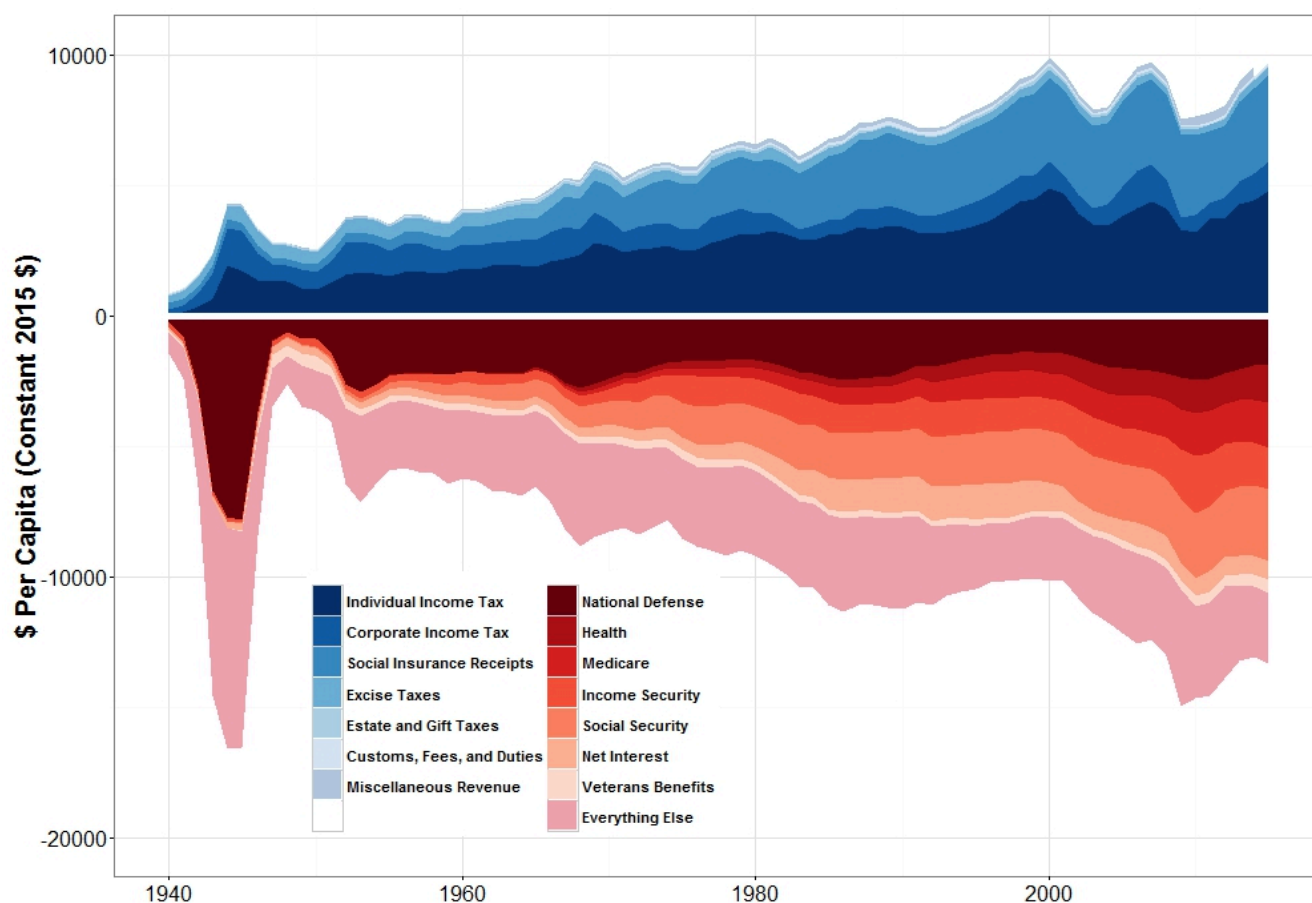 $ Per Capita (Constant 2015 $)
10000
0
-10000
-20000
1940
1960
1980
2000
Individual Income Tax
Corporate Income Tax
Social Insurance Receipts
Excise Taxes
Estate and Gift Taxes
Customs, Fees, and Duties
Miscellaneous Revenue
National Defense
Health
Medicare
Income Security
Social Security
Net Interest
Veterans Benefits
Everything Else